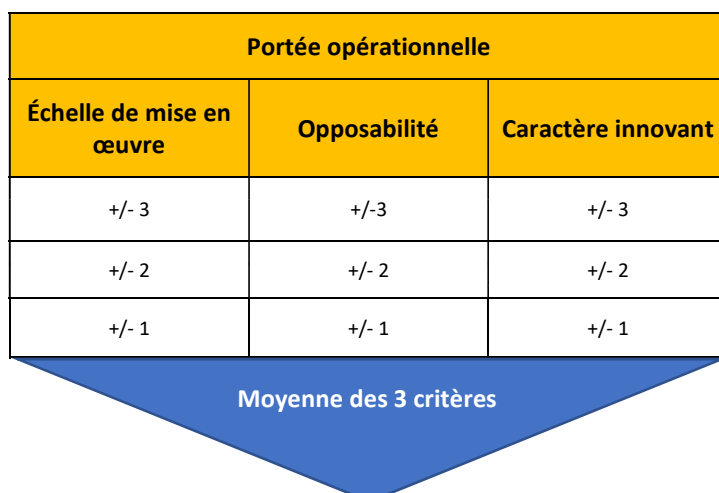 Portée opérationnelle
Échelle de mise en
œuvre
Opposabilité
Caractère innovant
+/- 3
+/-3
+/- 3
+/- 2
+/- 2
+/- 2
+/- 1
+/- 1
+/- 1
Moyenne des 3 critères